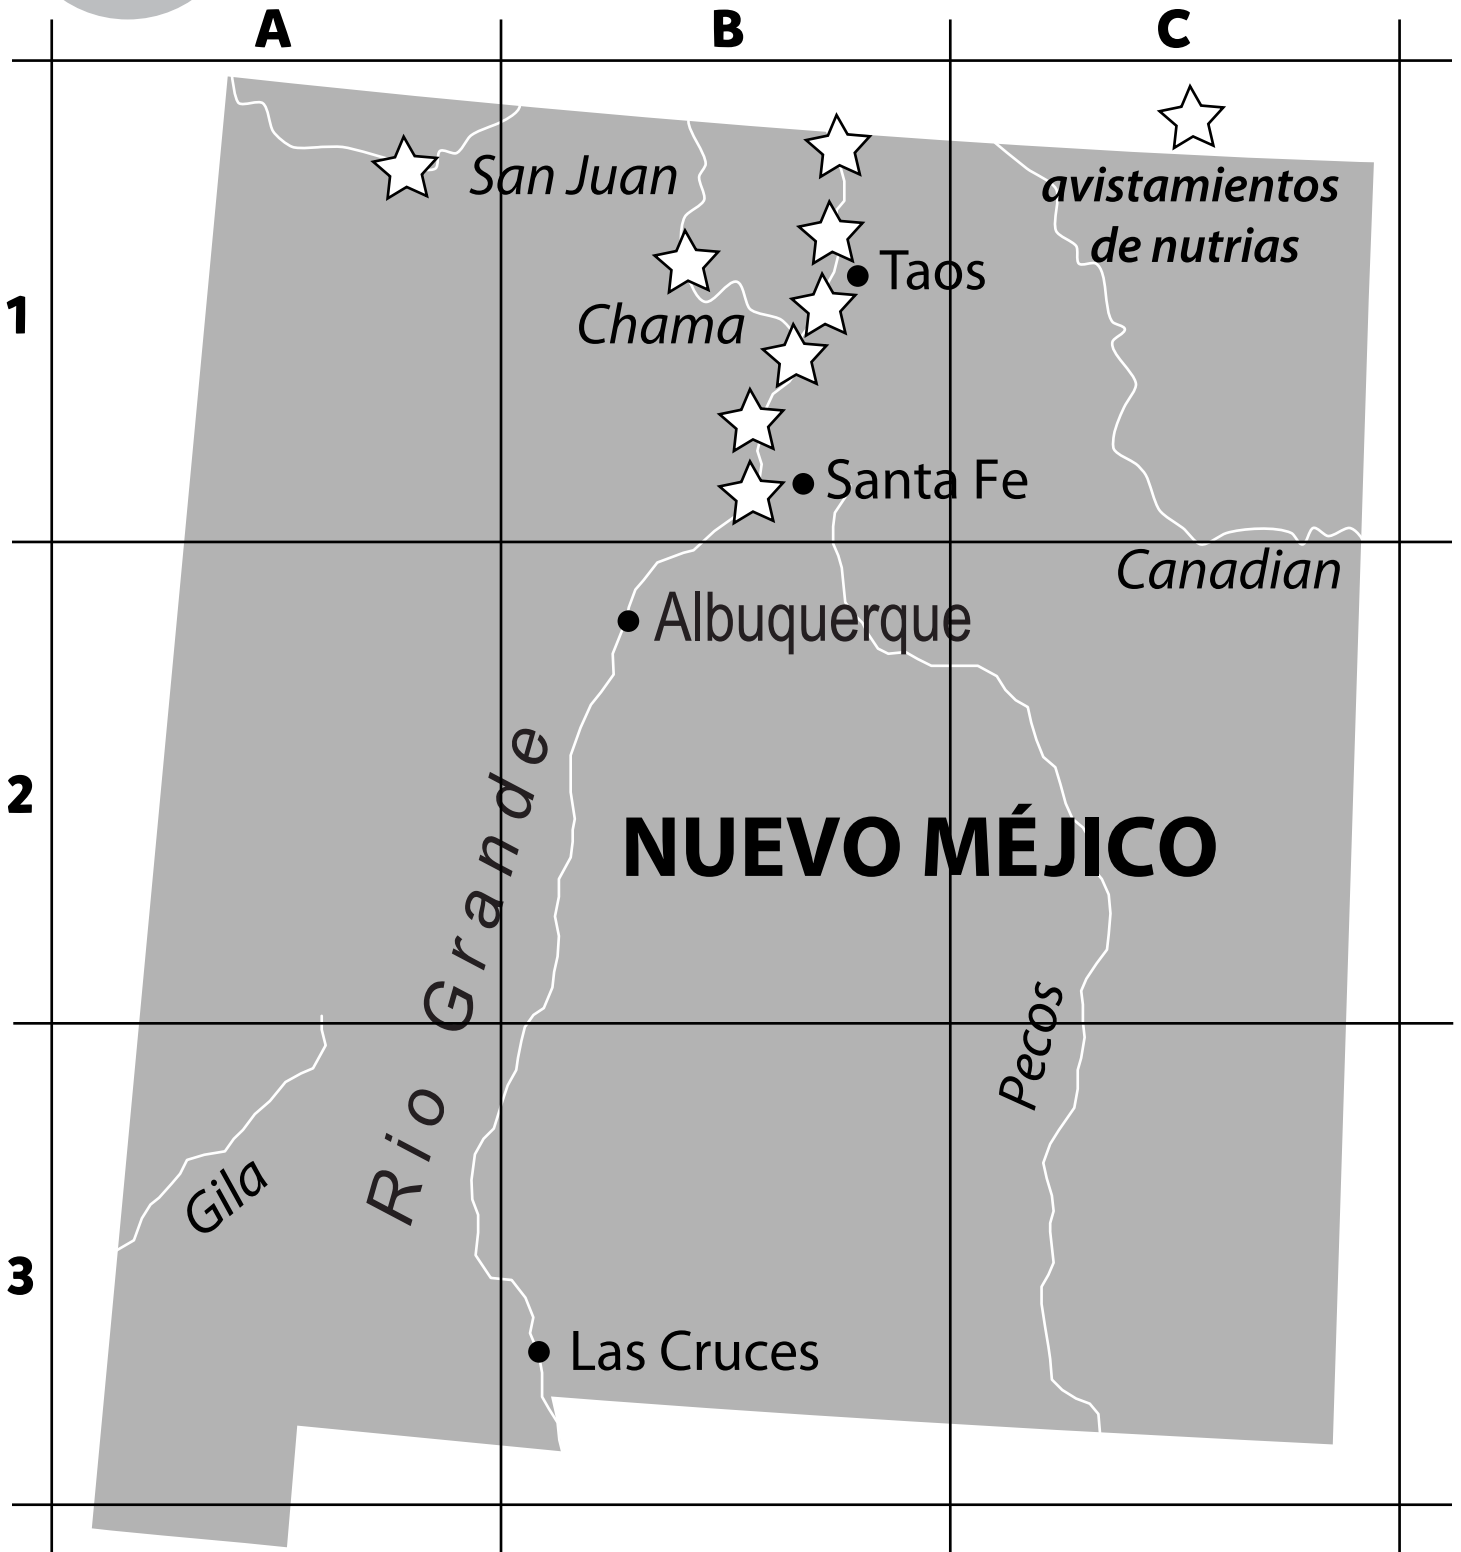 A B C
San Juan
avistamientos
de nutrias
Taos
1
Chama
Santa Fe
Canadian
Albuquerque
2
NUEVO MÉJICO
Rio Grande
Pecos
Gila
3
Las Cruces